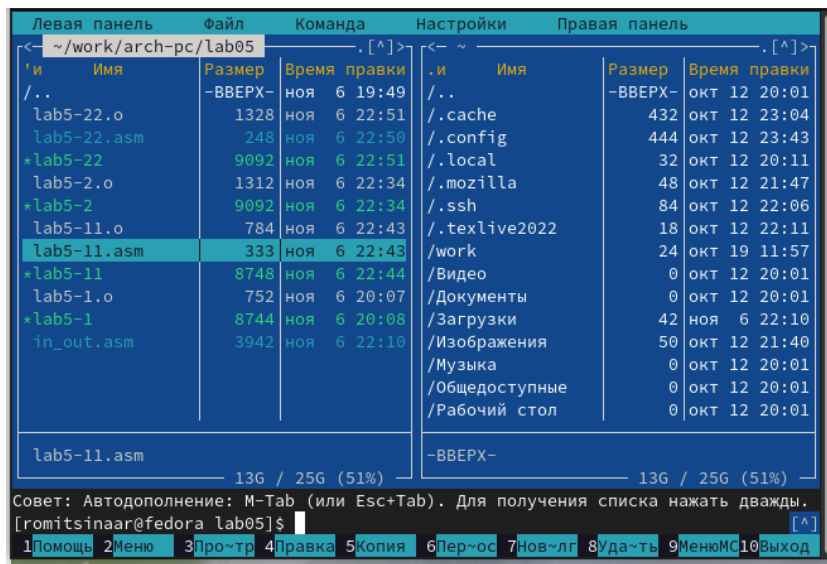 Левая панель Файл Команда Настройки Правая панель
<─ ~/work/arch-pc/lab05 .[^]> <─ ~ .[^]>
'и Имя Размер Время правки .и Имя Размер Время правки
/.. -ВВЕРХ- ноя 6 19:49 /.. -ВВЕРХ- окт 12 20:01
lab5-22.o 1328 ноя 6 22:51 /.cache 432 окт 12 23:04
lab5-22.asm 248 ноя 6 22:50 /.config 444 окт 12 23:43
*lab5-22 9092 ноя 6 22:51 /.local 32 окт 12 20:11
lab5-2.o 1312 ноя 6 22:34 /.mozilla 48 окт 12 21:47
*lab5-2 9092 ноя 6 22:34 /.ssh 84 окт 12 22:06
lab5-11.o 784 ноя 6 22:43 /.texlive2022 18 окт 12 22:11
lab5-11.asm 333 ноя 6 22:43 /work 24 окт 19 11:57
*lab5-11 8748 ноя 6 22:44 /Видео 0 окт 12 20:01
lab5-1.o 752 ноя 6 20:07 /Документы 0 окт 12 20:01
*lab5-1 8744 ноя 6 20:08 /Загрузки 42 ноя 6 22:10
in_out.asm 3942 ноя 6 22:10 /Изображения 50 окт 12 21:40
/Музыка 0 окт 12 20:01
/Общедоступные 0 окт 12 20:01
/Рабочий стол 0 окт 12 20:01
lab5-11.asm -ВВЕРХ-
13G / 25G (51%) 13G / 25G (51%)
Совет: Автодополнение: M-Tab (или Esc+Tab). Для получения списка нажать дважды.
[romitsinaar@fedora lab05]$ [^]
1Помощь 2Меню 3Про~тр 4Правка 5Копия 6Пер~ос 7Нов~лг 8Уда~ть 9МенюMC 10Выход